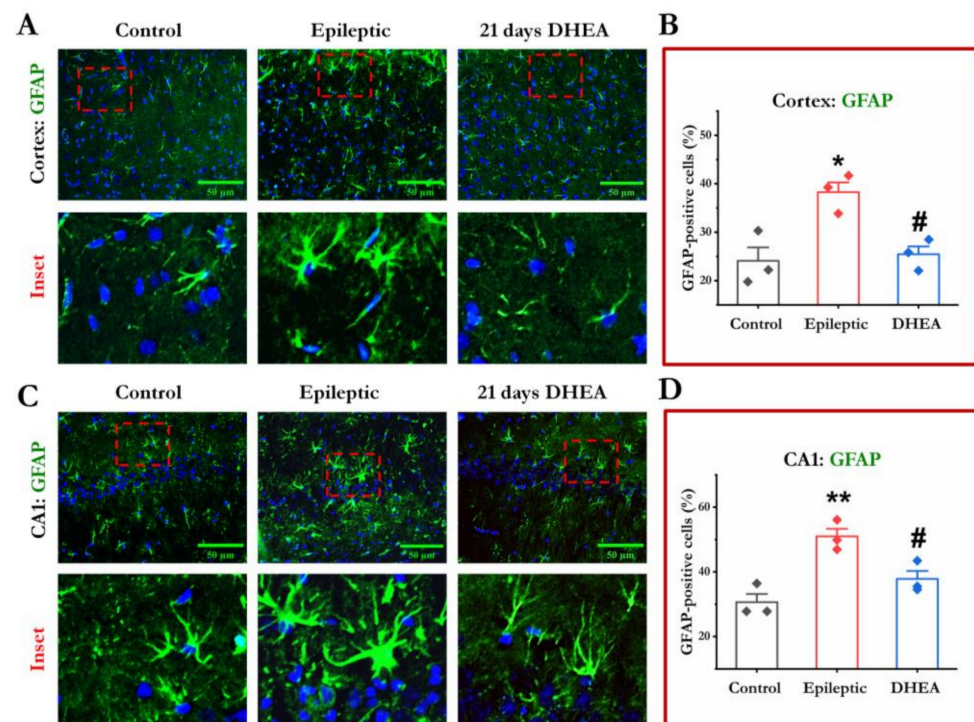 A
Control
Epileptic
21 days DHEA
Cortex: GFAP
50 µm
50 µm
50 µm
Inset
B
Cortex: GFAP
GFAP-positive cells (%)
50
40
30
20
*
#
Control
Epileptic
DHEA
C
Control
Epileptic
21 days DHEA
CA1: GFAP
50 µm
50 µm
50 µm
Inset
D
CA1: GFAP
GFAP-positive cells (%)
60
40
20
**
#
Control
Epileptic
DHEA